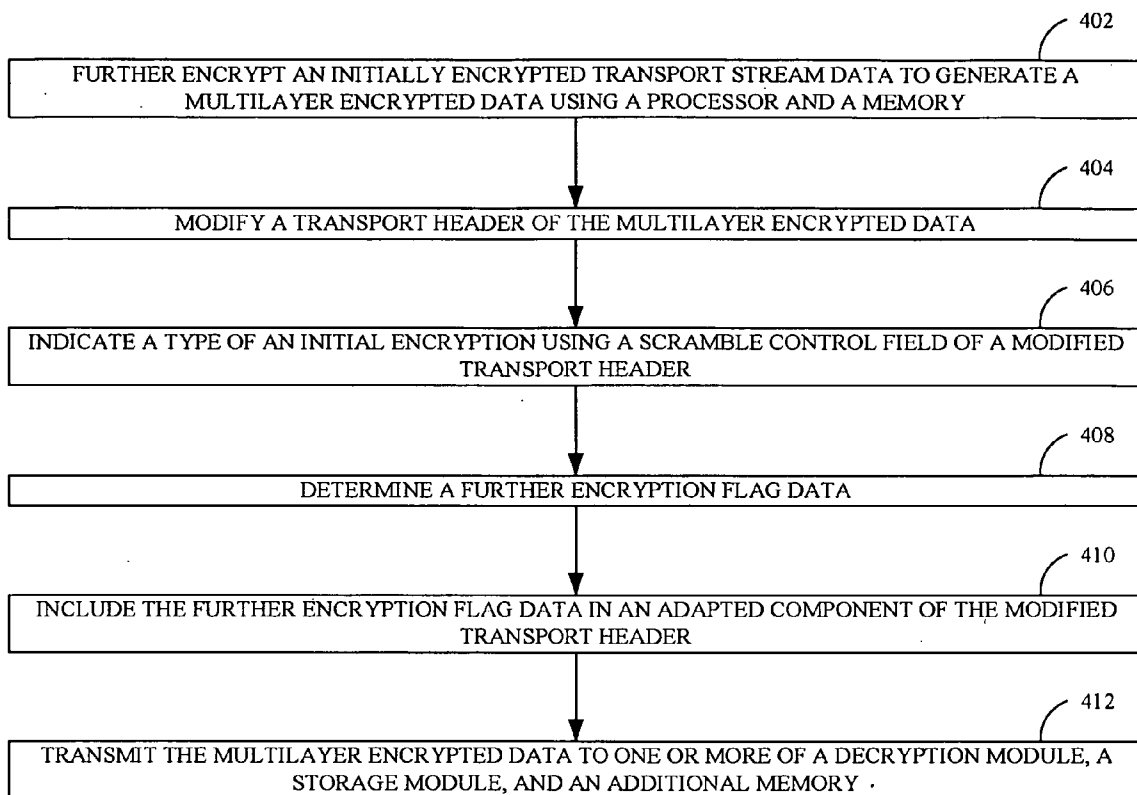 402
FURTHER ENCRYPT AN INITIALLY ENCRYPTED TRANSPORT STREAM DATA TO GENERATE A
MULTILAYER ENCRYPTED DATA USING A PROCESSOR AND A MEMORY
404
MODIFY A TRANSPORT HEADER OF THE MULTILAYER ENCRYPTED DATA
406
INDICATE A TYPE OF AN INITIAL ENCRYPTION USING A SCRAMBLE CONTROL FIELD OF A MODIFIED
TRANSPORT HEADER
408
DETERMINE A FURTHER ENCRYPTION FLAG DATA
410
INCLUDE THE FURTHER ENCRYPTION FLAG DATA IN AN ADAPTED COMPONENT OF THE MODIFIED
TRANSPORT HEADER
412
TRANSMIT THE MULTILAYER ENCRYPTED DATA TO ONE OR MORE OF A DECRYPTION MODULE, A
STORAGE MODULE, AND AN ADDITIONAL MEMORY